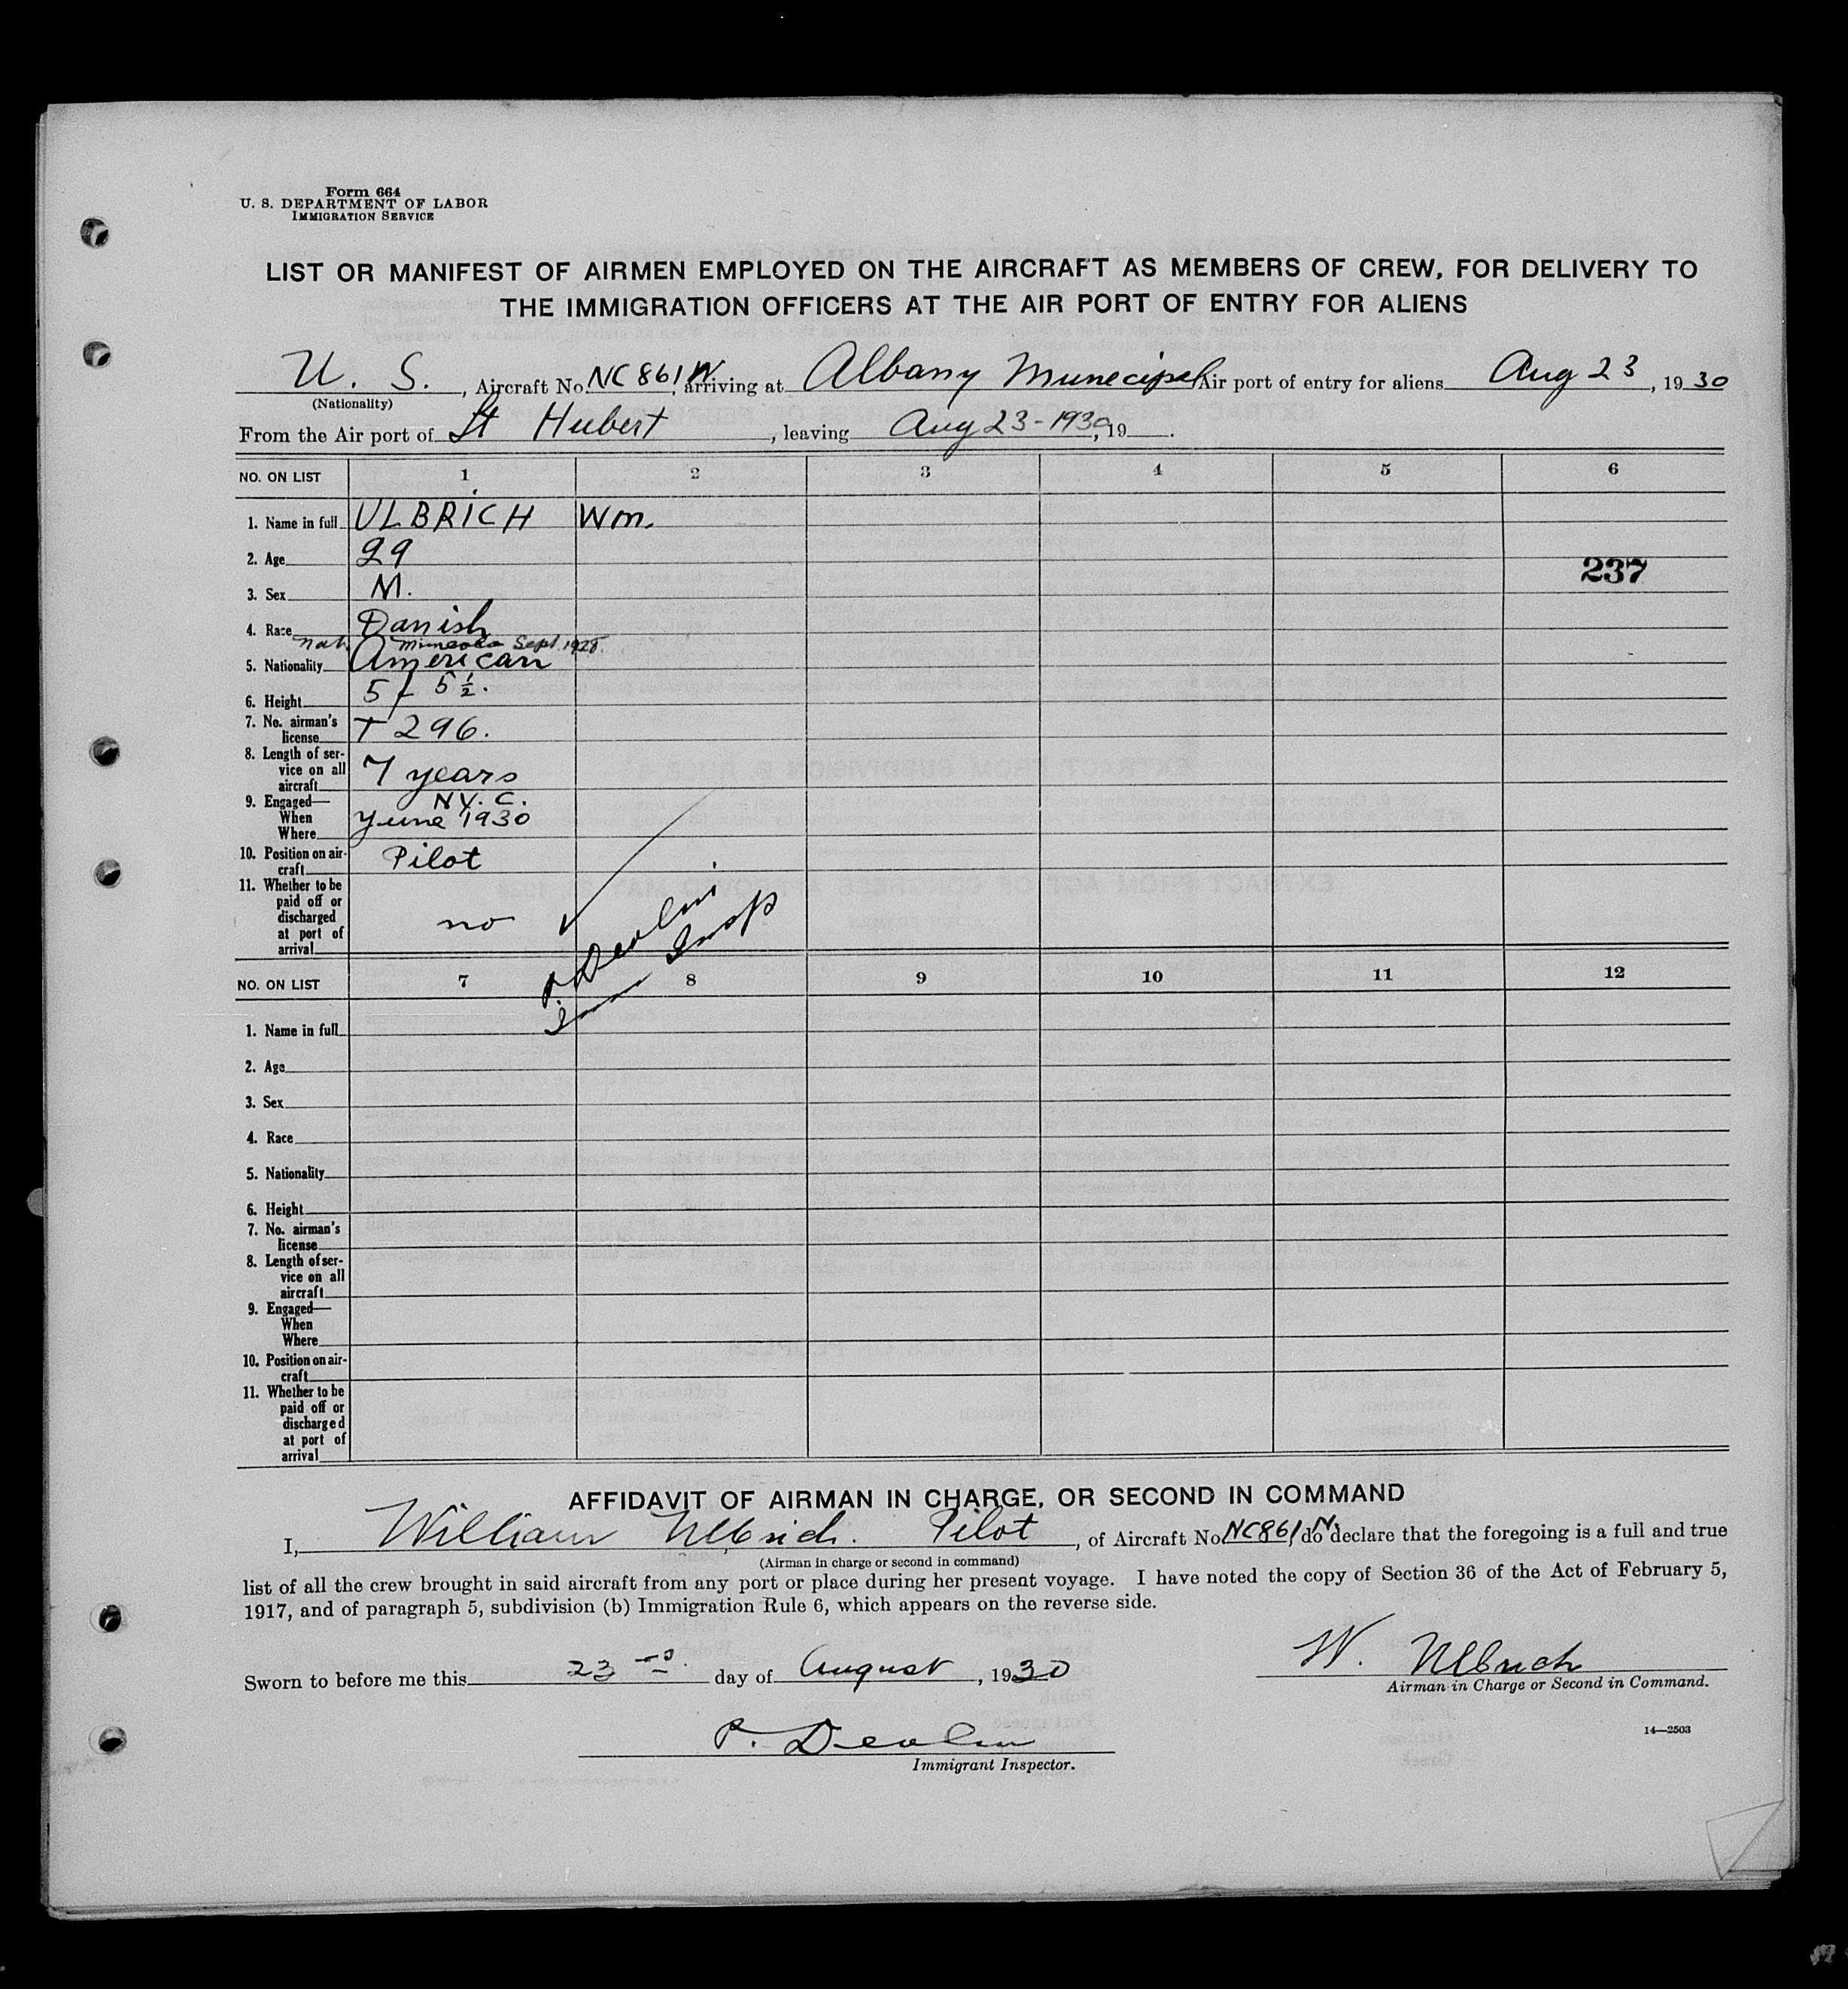 Form 664
U. S. DEPARTMENT OF LABOR
IMMIGRATION SERVICE
LIST OR MANIFEST OF AIRMEN EMPLOYED ON THE AIRCRAFT AS MEMBERS OF CREW, FOR DELIVERY TO
THE IMMIGRATION OFFICERS AT THE AIR PORT OF ENTRY FOR ALIENS
U. S., Aircraft No. NC861N, arriving at Albany Municipal Air port of entry for aliens Aug 23, 1930
(Nationality)
From the Air port of St Hubert, leaving Aug 23-1930, 19
NO. ON LIST 1 2 3 4 5 6
1. Name in full ULBRICH Wm.
2. Age 29
237
3. Sex M.
4. Race Danish
nat. Mineola Sept. 1928.
5. Nationality American
6. Height 5 f 5 ½.
7. No. airman's
license T 296.
8. Length of ser-
vice on all
aircraft 7 years
9. Engaged— N.Y. C.
When June 1930
Where
10. Position on air-
craft Pilot
11. Whether to be
paid off or
discharged
at port of
arrival no
P. Devlin
Imm Insp
NO. ON LIST 7 8 9 10 11 12
1. Name in full
2. Age
3. Sex
4. Race
5. Nationality
6. Height
7. No. airman's
license
8. Length of ser-
vice on all
aircraft
9. Engaged—
When
Where
10. Position on air-
craft
11. Whether to be
paid off or
discharged
at port of
arrival
AFFIDAVIT OF AIRMAN IN CHARGE, OR SECOND IN COMMAND
I, William Ulbrich. Pilot, of Aircraft No. NC861N, do declare that the foregoing is a full and true
(Airman in charge or second in command)
list of all the crew brought in said aircraft from any port or place during her present voyage. I have noted the copy of Section 36 of the Act of February 5,
1917, and of paragraph 5, subdivision (b) Immigration Rule 6, which appears on the reverse side.
W. Ulbrich
Sworn to before me this 23rd day of August, 1930
Airman in Charge or Second in Command.
P. Devlin
14—2503
Immigrant Inspector.